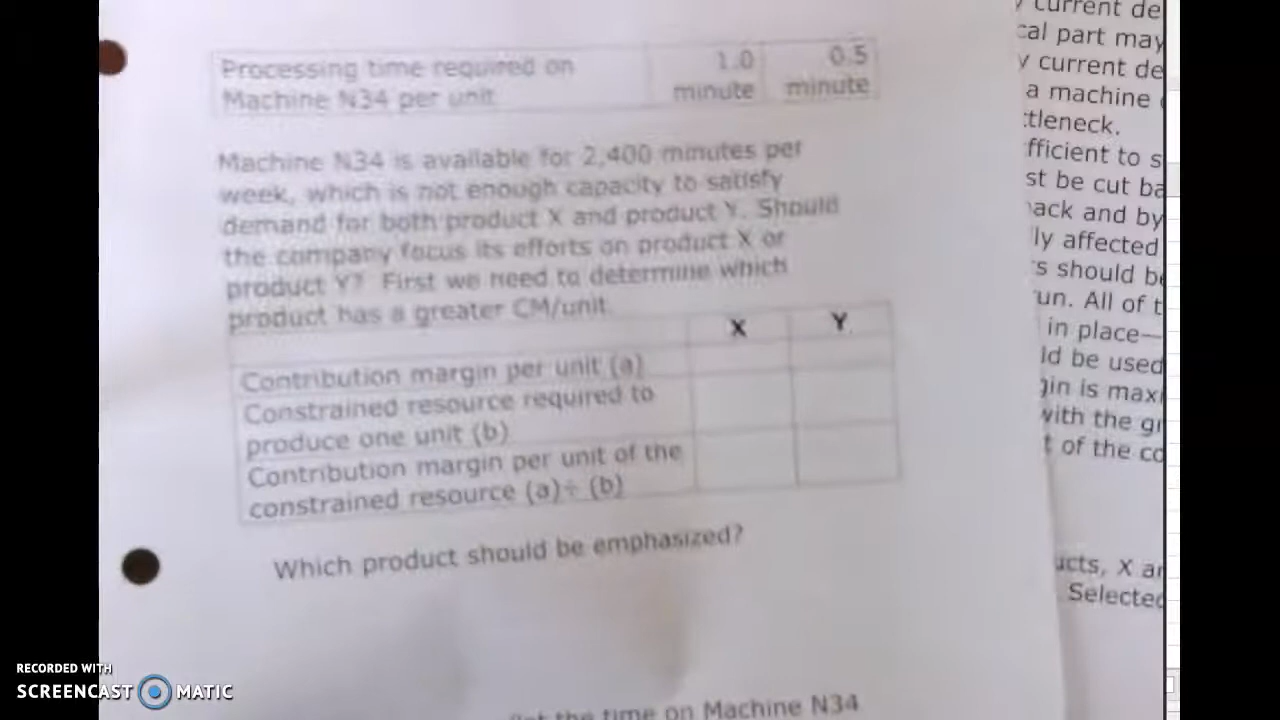 Processing time required on 1.0 0.5
Machine N34 per unit minute minute
Machine N34 is available for 2,400 minutes per
week, which is not enough capacity to satisfy
demand for both product X and product Y. Should
the company focus its efforts on product X or
product Y? First we need to determine which
product has a greater CM/unit.
X Y
Contribution margin per unit (a)
Constrained resource required to
produce one unit (b)
Contribution margin per unit of the
constrained resource (a)÷ (b)
Which product should be emphasized?
the time on Machine N34
current de
cal part may
y current de
a machine
tleneck.
fficient to s
st be cut ba
ack and by
ly affected
s should be
un. All of t
in place—
ld be used
gin is maxi
with the gr
t of the co
ucts, X an
Selected
RECORDED WITH
SCREENCAST MATIC